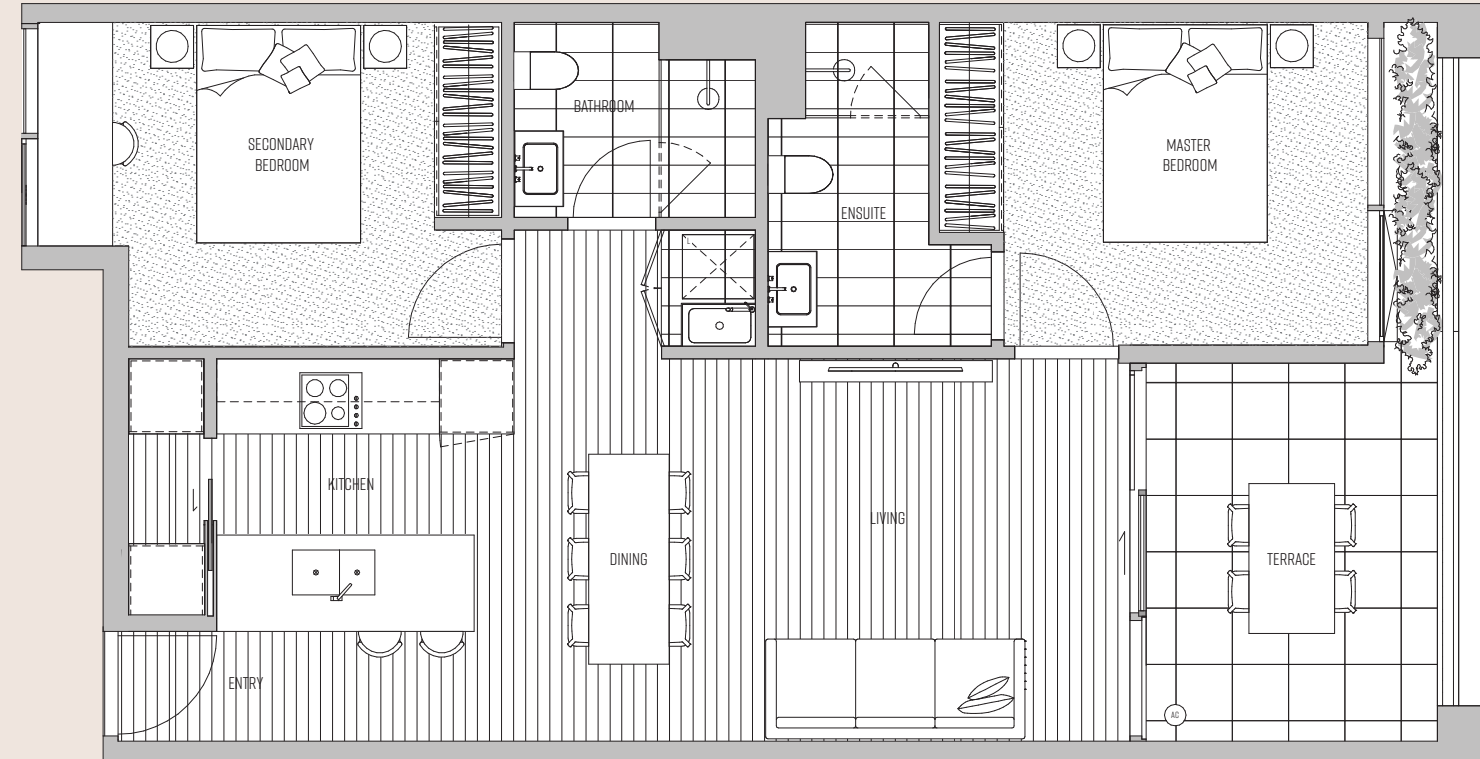 SECONDARY
BEDROOM
BATHROOM
ENSUITE
MASTER
BEDROOM
KITCHEN
DINING
LIVING
TERRACE
ENTRY
AC